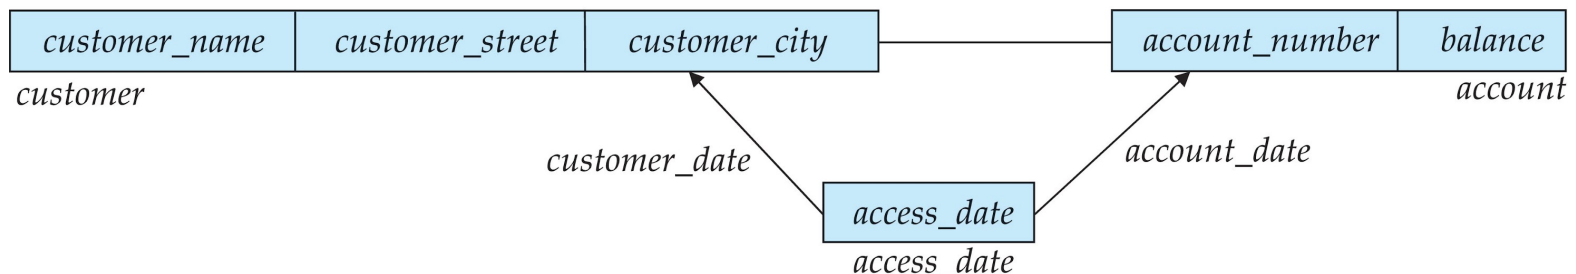 customer_name customer_street customer_city account_number balance
customer account
customer_date account_date
access_date
access_date